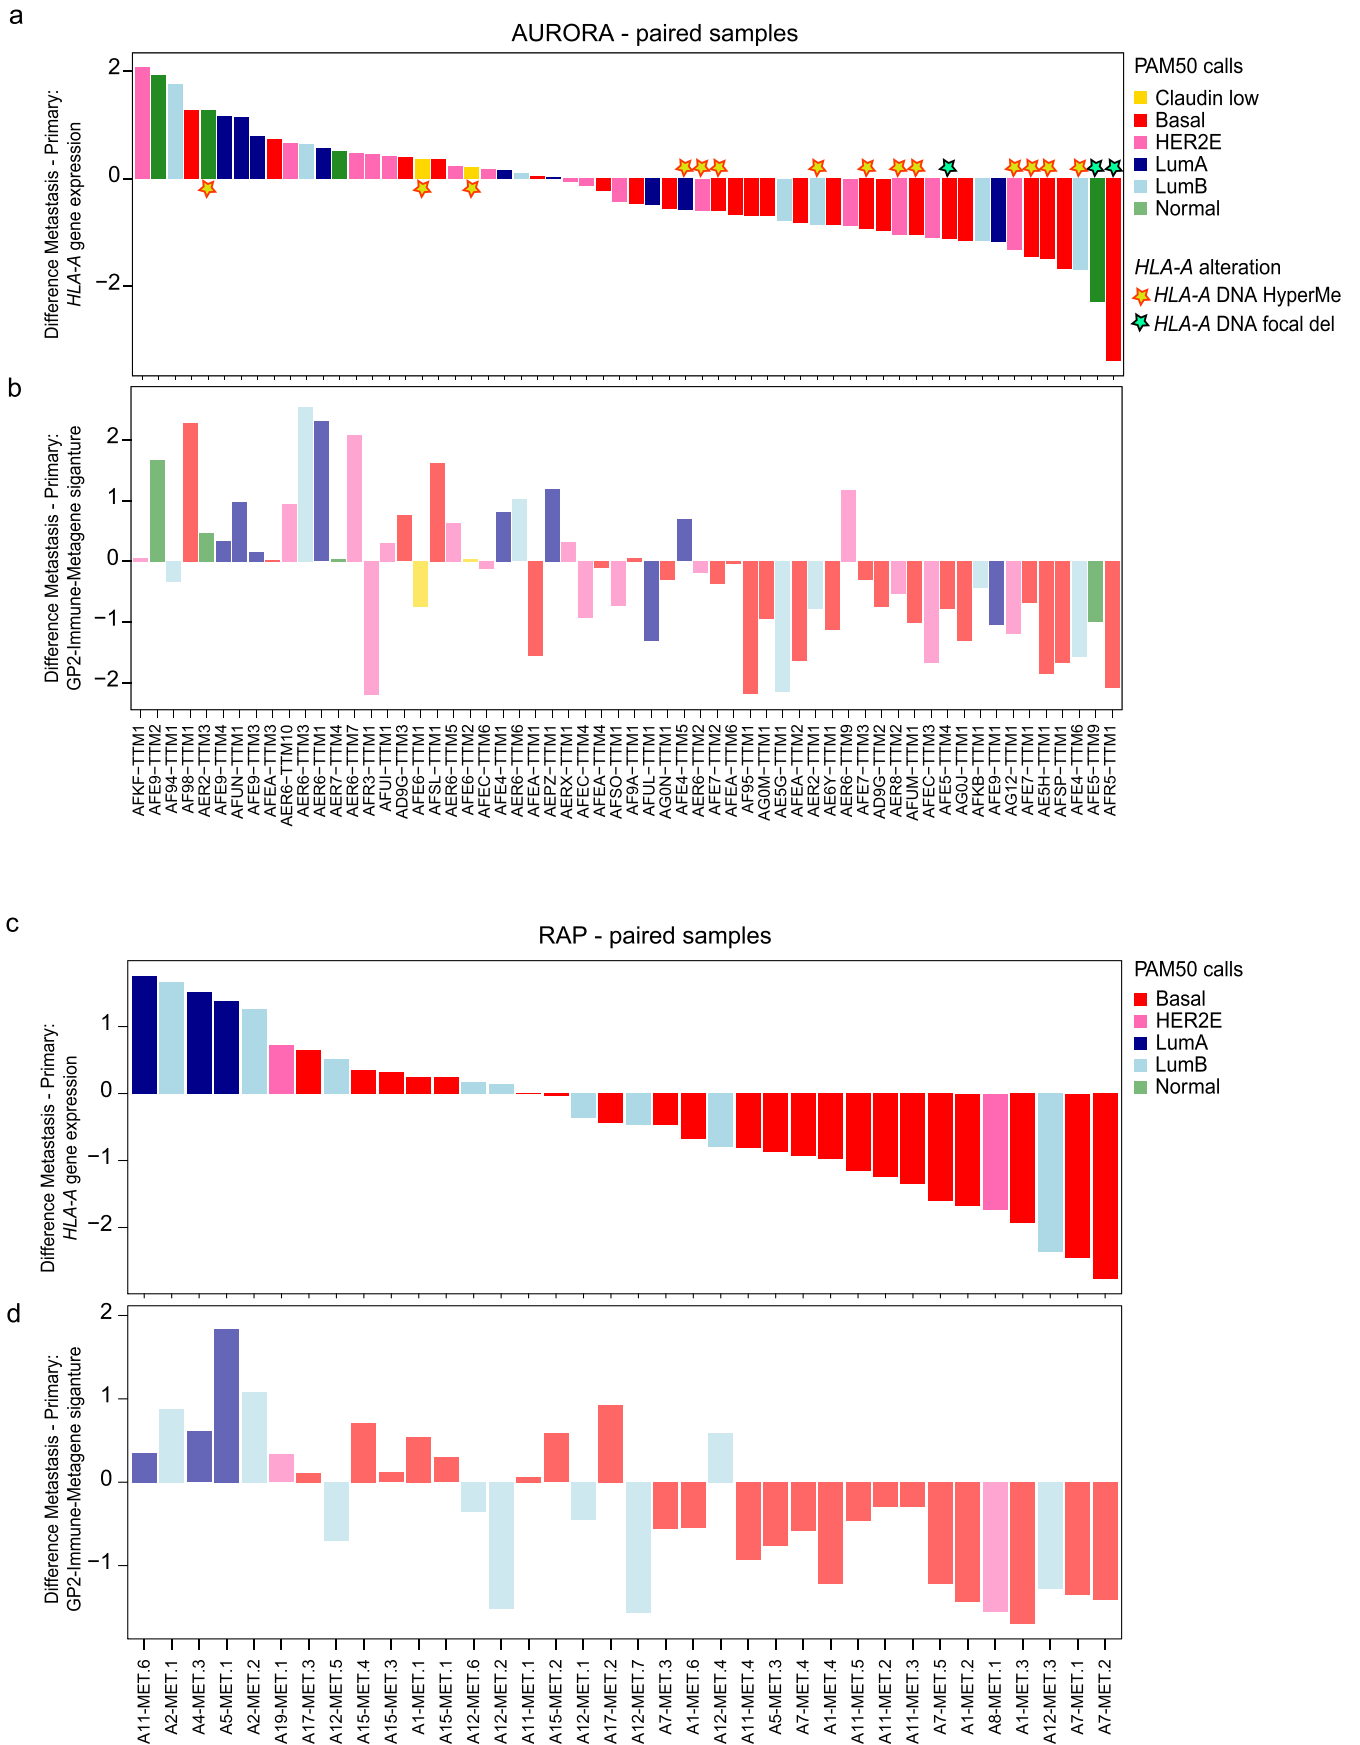 a
AURORA - paired samples
Difference Metastasis - Primary:
HLA-A gene expression
2
0
−2
PAM50 calls
Claudin low
Basal
HER2E
LumA
LumB
Normal
HLA-A alteration
HLA-A DNA HyperMe
HLA-A DNA focal del
b
Difference Metastasis - Primary:
GP2-Immune-Metagene siganture
2
1
0
−1
−2
AFKF−TTM1
AFE9−TTM2
AF94−TTM1
AF98−TTM1
AER2−TTM3
AFE9−TTM4
AFUN−TTM1
AFE9−TTM3
AFEA−TTM3
AER6−TTM10
AER6−TTM3
AER6−TTM1
AER7−TTM4
AER6−TTM7
AFR3−TTM1
AFUI−TTM1
AD9G−TTM3
AFE6−TTM1
AFSL−TTM1
AER6−TTM5
AFE6−TTM2
AFEC−TTM6
AFE4−TTM1
AER6−TTM6
AFEA−TTM1
AEPZ−TTM1
AERX−TTM1
AFEC−TTM4
AFEA−TTM4
AFSO−TTM1
AF9A−TTM1
AFUL−TTM1
AG0N−TTM1
AFE4−TTM5
AER6−TTM2
AFE7−TTM2
AFEA−TTM6
AF95−TTM1
AG0M−TTM1
AE5G−TTM1
AFEA−TTM2
AER2−TTM1
AE6Y−TTM1
AER6−TTM9
AFE7−TTM3
AD9G−TTM2
AER8−TTM2
AFUM−TTM1
AFEC−TTM3
AFE5−TTM4
AG0J−TTM1
AFKB−TTM1
AFE9−TTM1
AG12−TTM1
AFE7−TTM1
AE5H−TTM1
AFSP−TTM1
AFE4−TTM6
AFE5−TTM9
AFR5−TTM1
c
RAP - paired samples
Difference Metastasis - Primary:
HLA-A gene expression
1
0
−1
−2
PAM50 calls
Basal
HER2E
LumA
LumB
Normal
d
Difference Metastasis - Primary:
GP2-Immune-Metagene siganture
2
1
0
−1
A11-MET.6
A2-MET.1
A4-MET.3
A5-MET.1
A2-MET.2
A19-MET.1
A17-MET.3
A12-MET.5
A15-MET.4
A15-MET.3
A1-MET.1
A15-MET.1
A12-MET.6
A12-MET.2
A11-MET.1
A15-MET.2
A12-MET.1
A17-MET.2
A12-MET.7
A7-MET.3
A1-MET.6
A12-MET.4
A11-MET.4
A5-MET.3
A7-MET.4
A1-MET.4
A11-MET.5
A11-MET.2
A11-MET.3
A7-MET.5
A1-MET.2
A8-MET.1
A1-MET.3
A12-MET.3
A7-MET.1
A7-MET.2